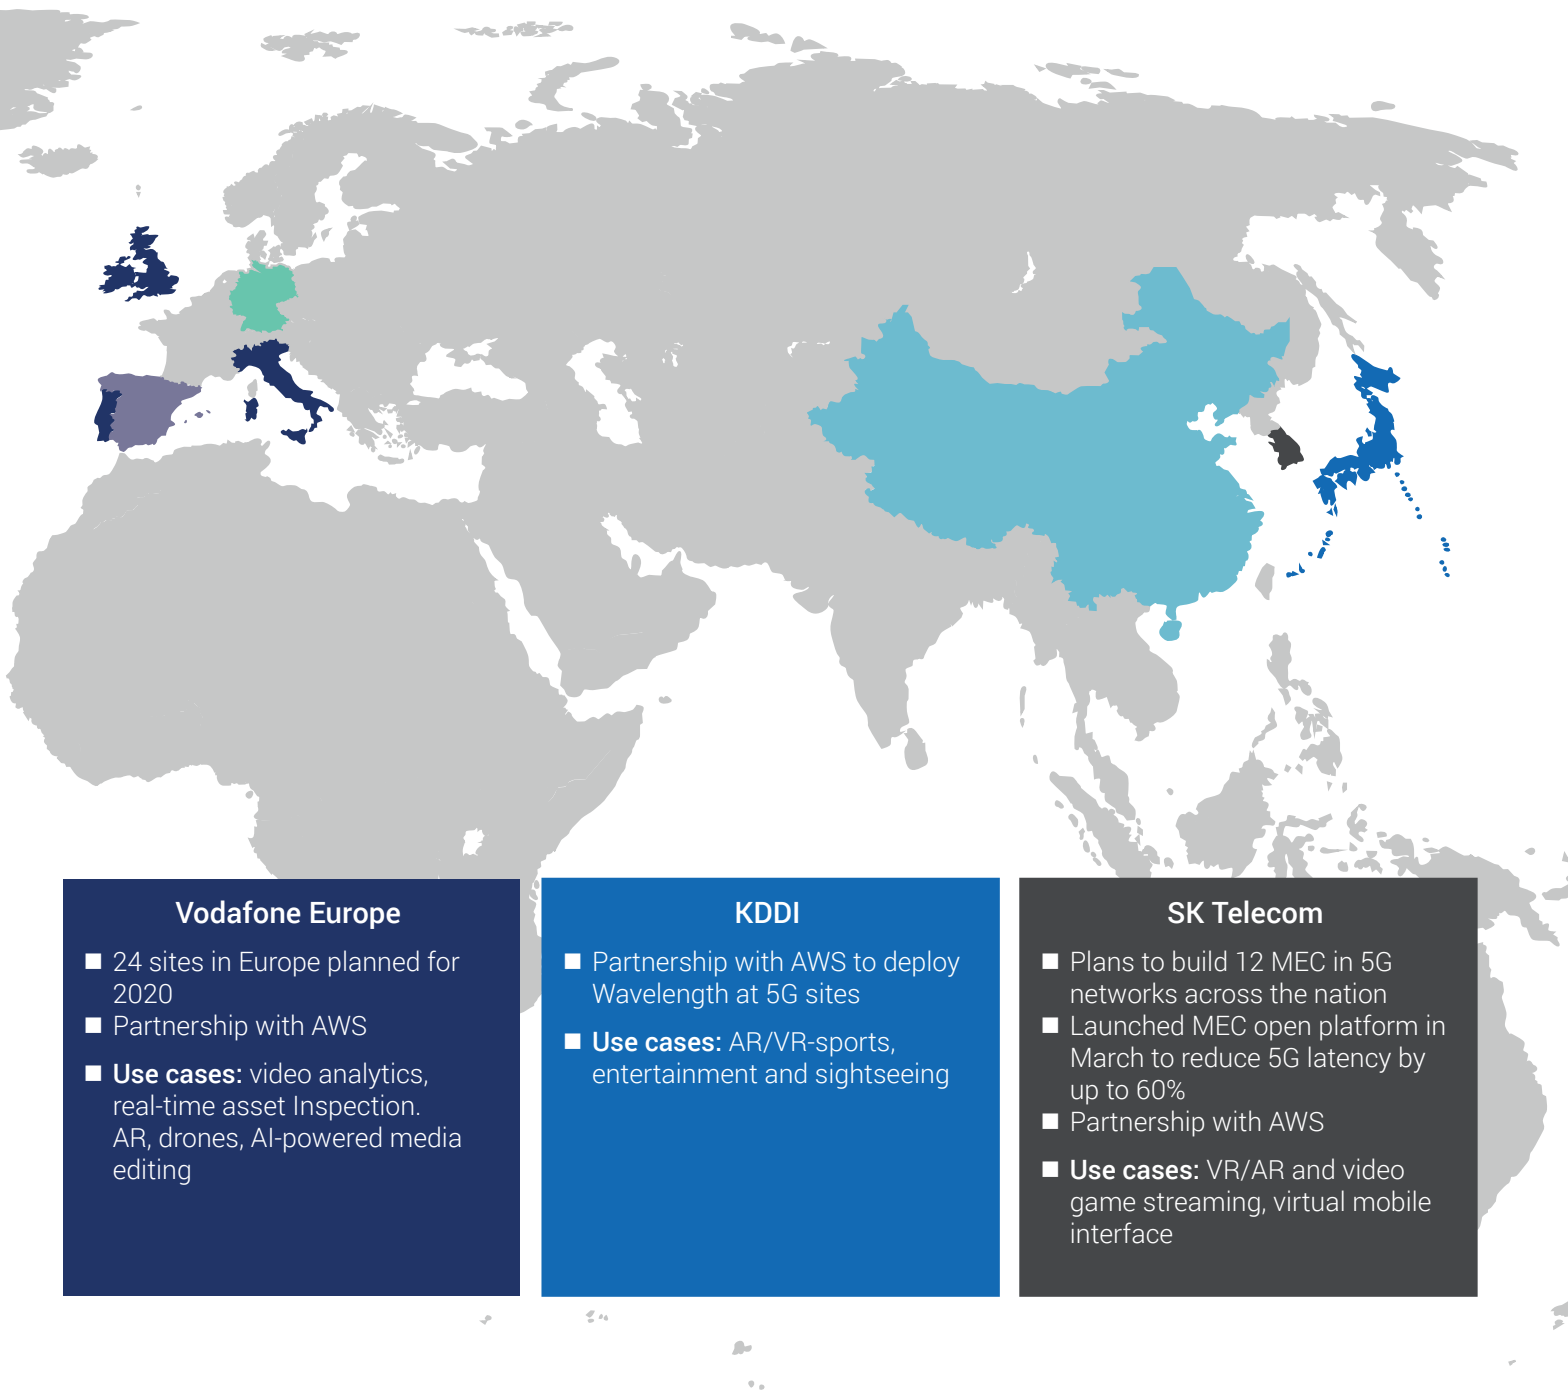 Vodafone Europe
■ 24 sites in Europe planned for
2020
■ Partnership with AWS
■ Use cases: video analytics,
real-time asset Inspection.
AR, drones, AI-powered media
editing
KDDI
■ Partnership with AWS to deploy
Wavelength at 5G sites
■ Use cases: AR/VR-sports,
entertainment and sightseeing
SK Telecom
■ Plans to build 12 MEC in 5G
networks across the nation
■ Launched MEC open platform in
March to reduce 5G latency by
up to 60%
■ Partnership with AWS
■ Use cases: VR/AR and video
game streaming, virtual mobile
interface